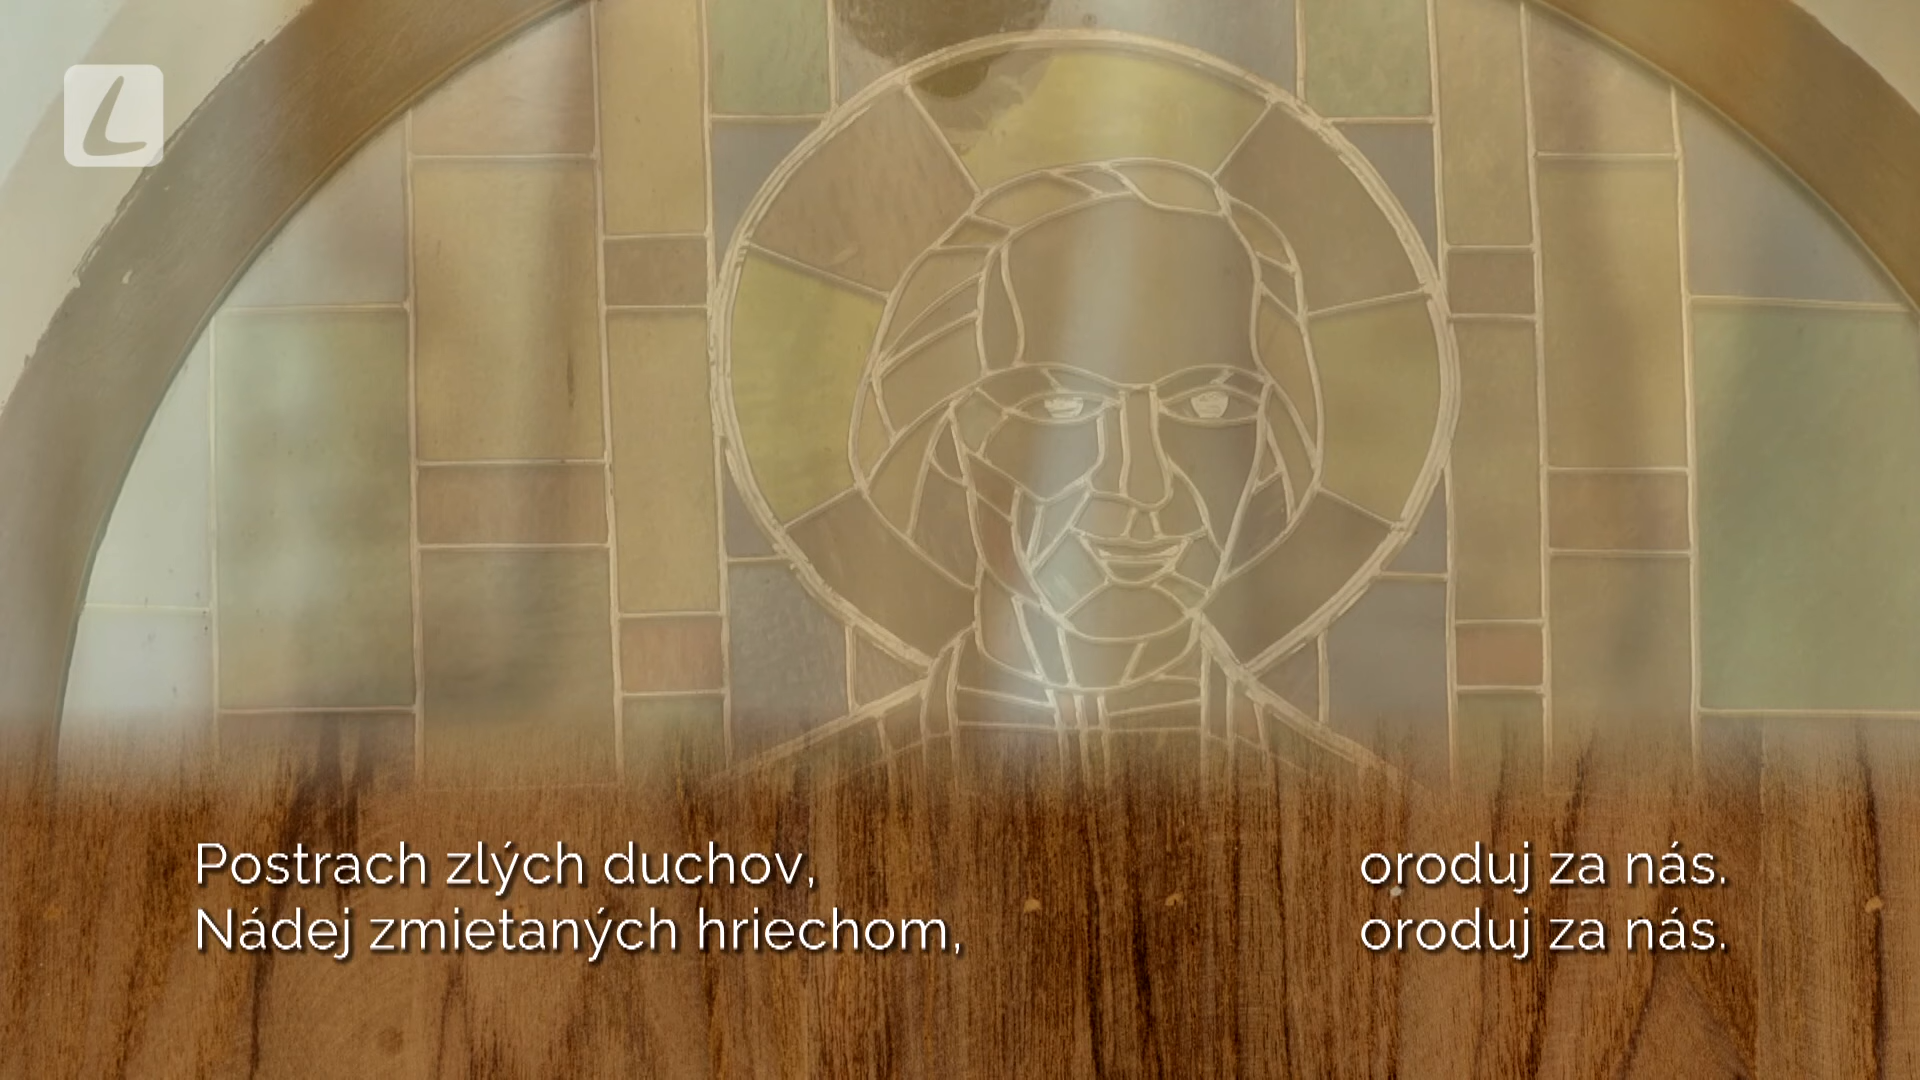 L
Postrach zlých duchov, oroduj za nás.
Nádej zmietaných hriechom, oroduj za nás.